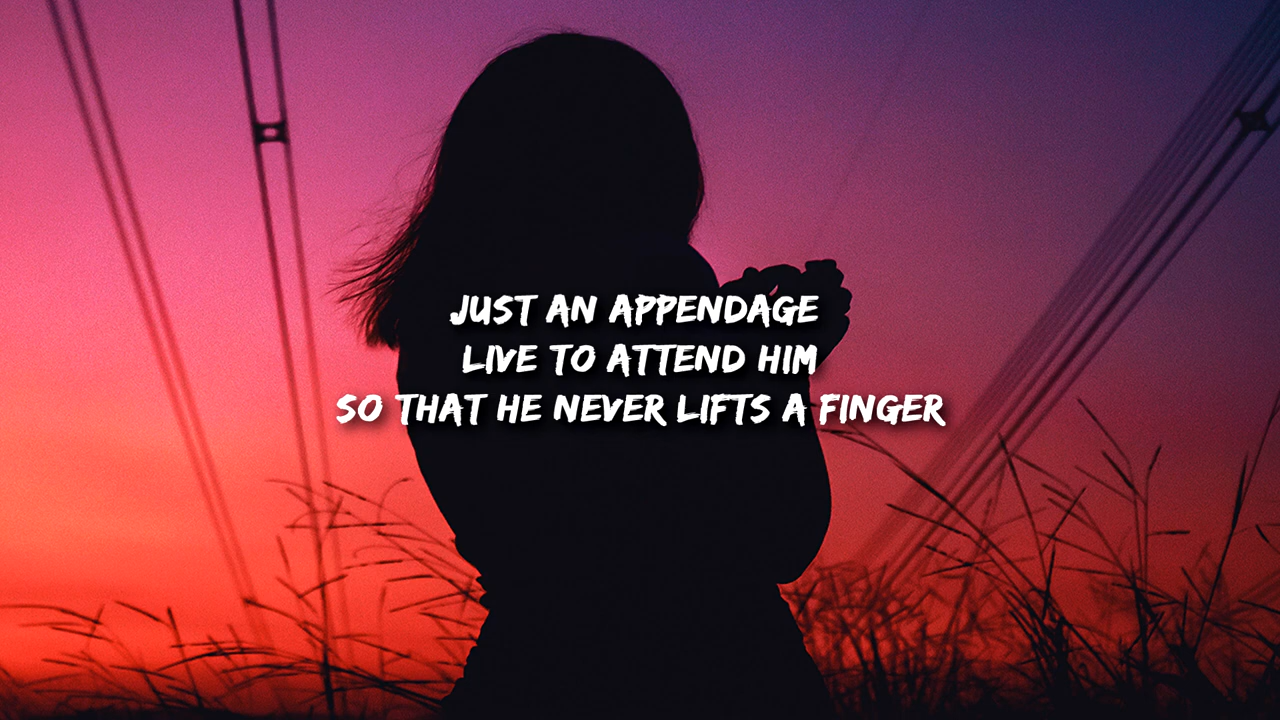 JUST AN APPENDAGE
LIVE TO ATTEND HIM
SO THAT HE NEVER LIFTS A FINGER